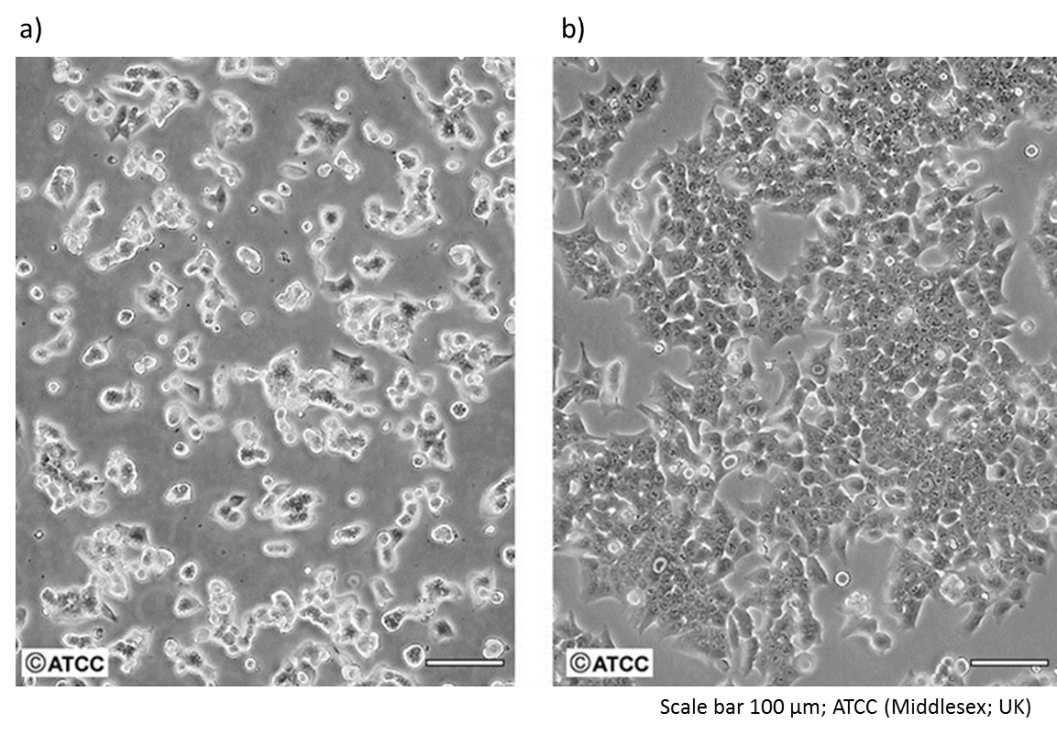 a)
b)
©ATCC
©ATCC
Scale bar 100 µm; ATCC (Middlesex; UK)